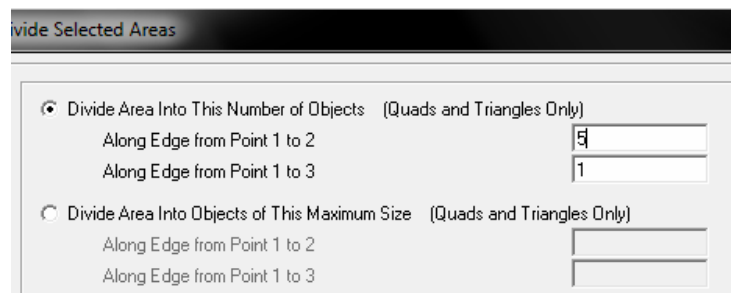 ivide Selected Areas
Divide Area Into This Number of Objects (Quads and Triangles Only)
Along Edge from Point 1 to 2 5
Along Edge from Point 1 to 3 1
Divide Area Into Objects of This Maximum Size (Quads and Triangles Only)
Along Edge from Point 1 to 2
Along Edge from Point 1 to 3